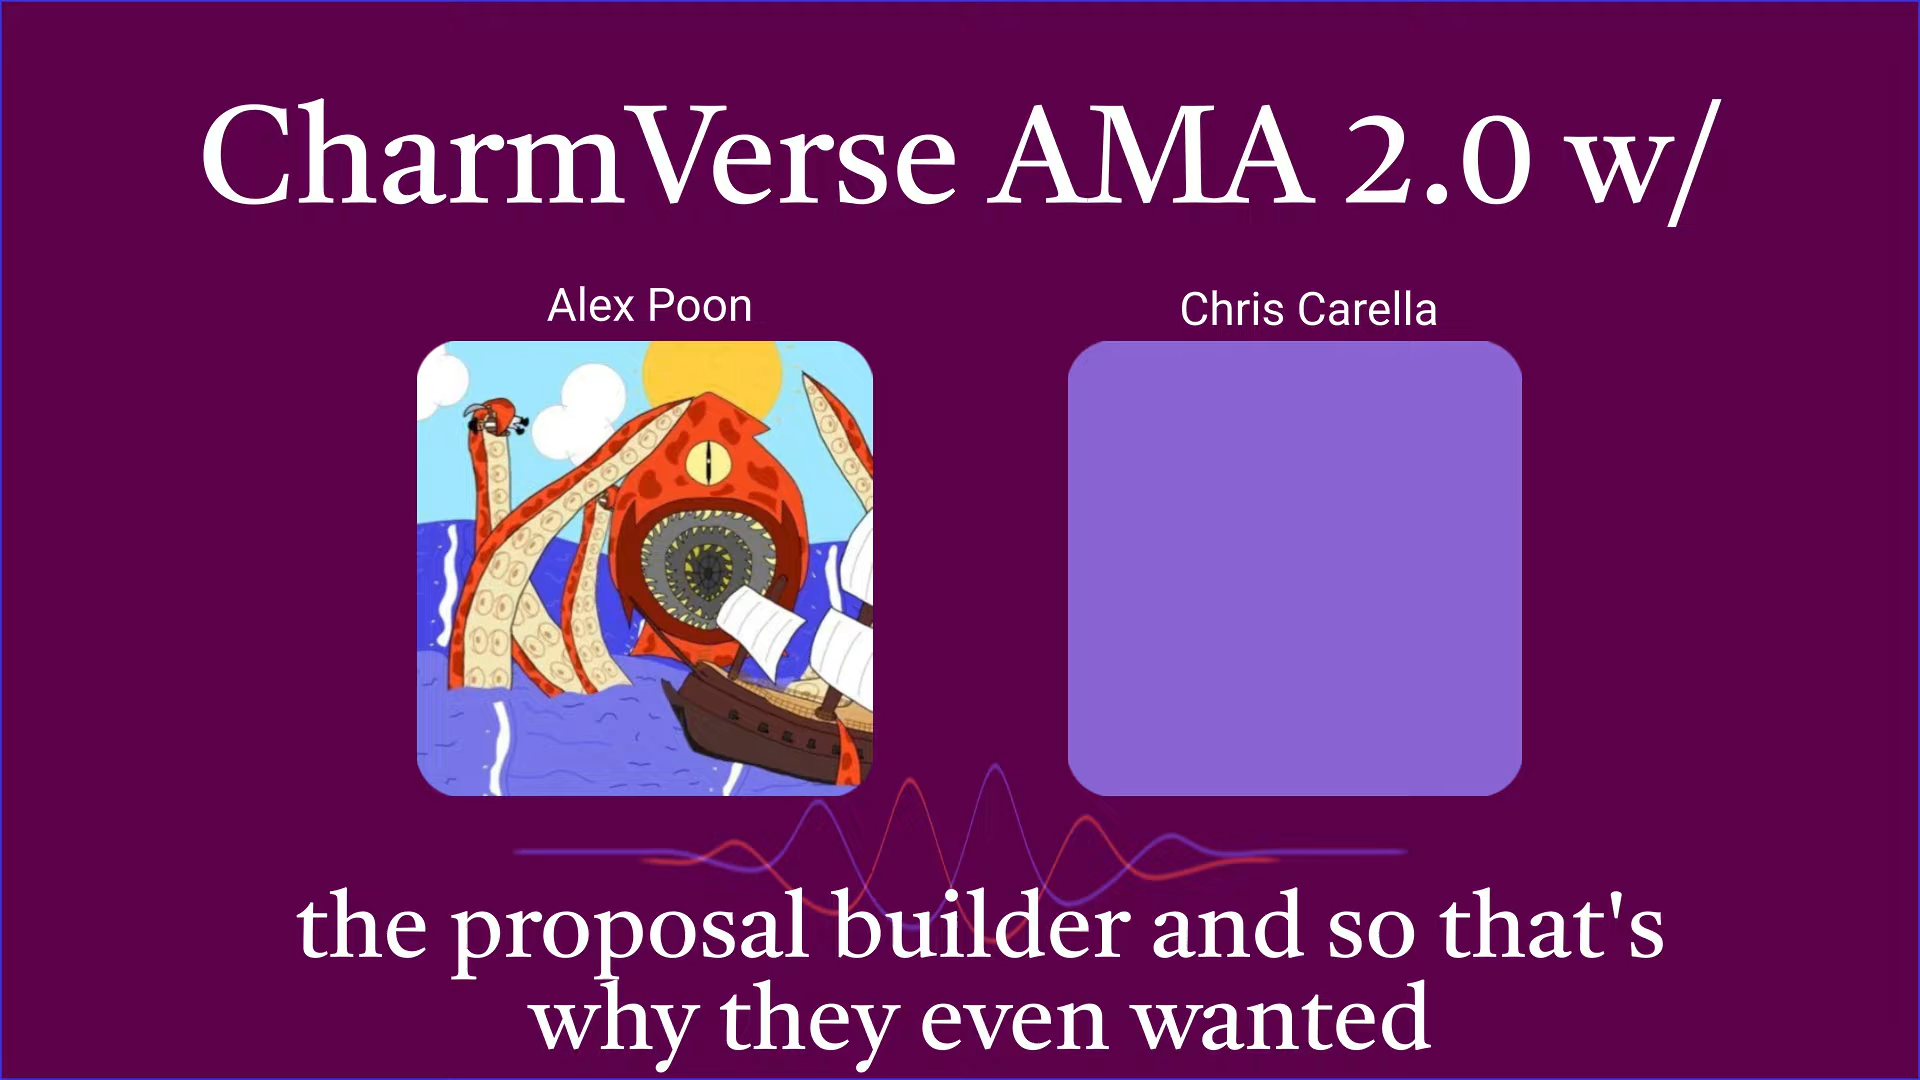 CharmVerse AMA 2.0 w/
Alex Poon
Chris Carella
the proposal builder and so that's
why they even wanted